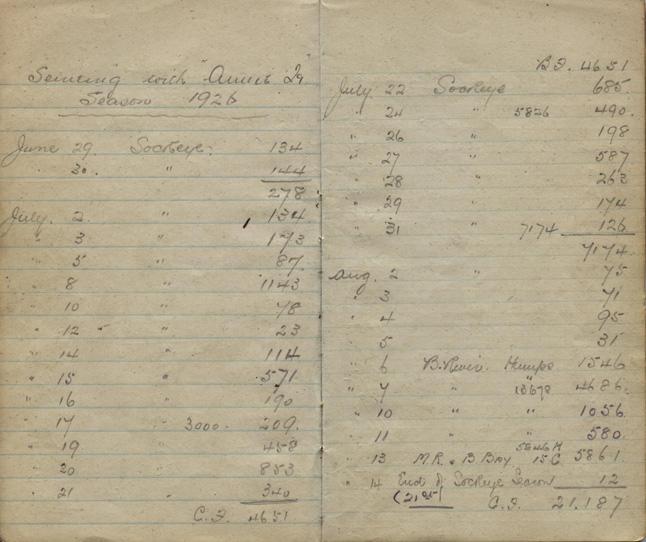 Seining with "Annie 
Season 1926
June 29 Sockeye. 134
" 30. " 144
278
July. 2. " 134
" 3 " 173
" 5 " 87
" 8 " 1143
" 10 " 78
" 12 " 23
" 14 " 114
" 15 " 571
" 16 " 190
" 17 " 3000. 209.
" 19 " 458
" 20 " 853
" 21 " 340
C.F. 4651
B.F. 4651
July 22 Sockeye 685.
" 24 " 5826 490.
" 26 " 198
" 27 " 587
" 28 " 263
" 29 " 174
" 31 " 7174 126
7174.
Aug. 2 " 75
" 3 71
" 4 95
" 5 31
" 6 B. River. Humps 1546
" 7 " " 4686.
" 10 " " 1056.
" 11 " 580
" 13 M.R. & B Bay 15 C 5861
" 14 End of Sockeye Season 12
C.F. 21.187